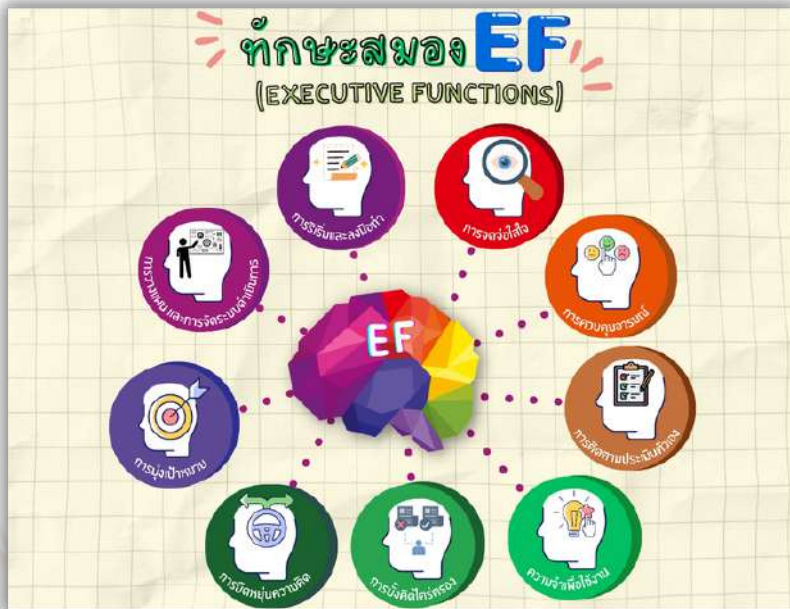 ทักษะสมอง EF
(EXECUTIVE FUNCTIONS)
การริเริ่มและลงมือทำ
การจดจ่อใส่ใจ
การวางแผน และการจัดระบบดำเนินการ
การควบคุมอารมณ์
EF
การมุ่งเป้าหมาย
การติดตามประเมินตัวเอง
การยืดหยุ่นความคิด
การยั้งคิดไตร่ตรอง
ความจำเพื่อใช้งาน